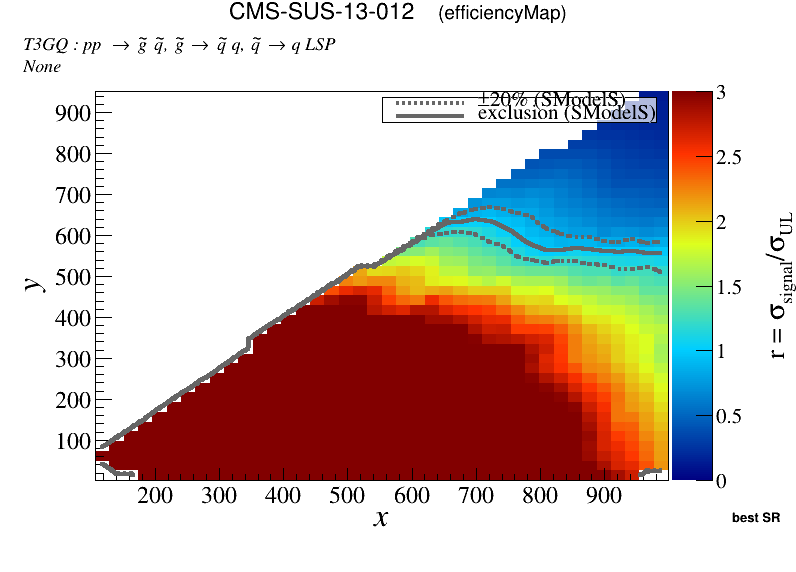 CMS-SUS-13-012 (efficiencyMap)
T3GQ : pp → g̃ q̃, g̃ → q̃ q, q̃ → q LSP
None
±20% (SModelS)
exclusion (SModelS)
900
800
700
600
500
400
300
200
100
y
200 300 400 500 600 700 800 900
x
3
2.5
2
1.5
1
0.5
0
r = σsignal/σUL
best SR